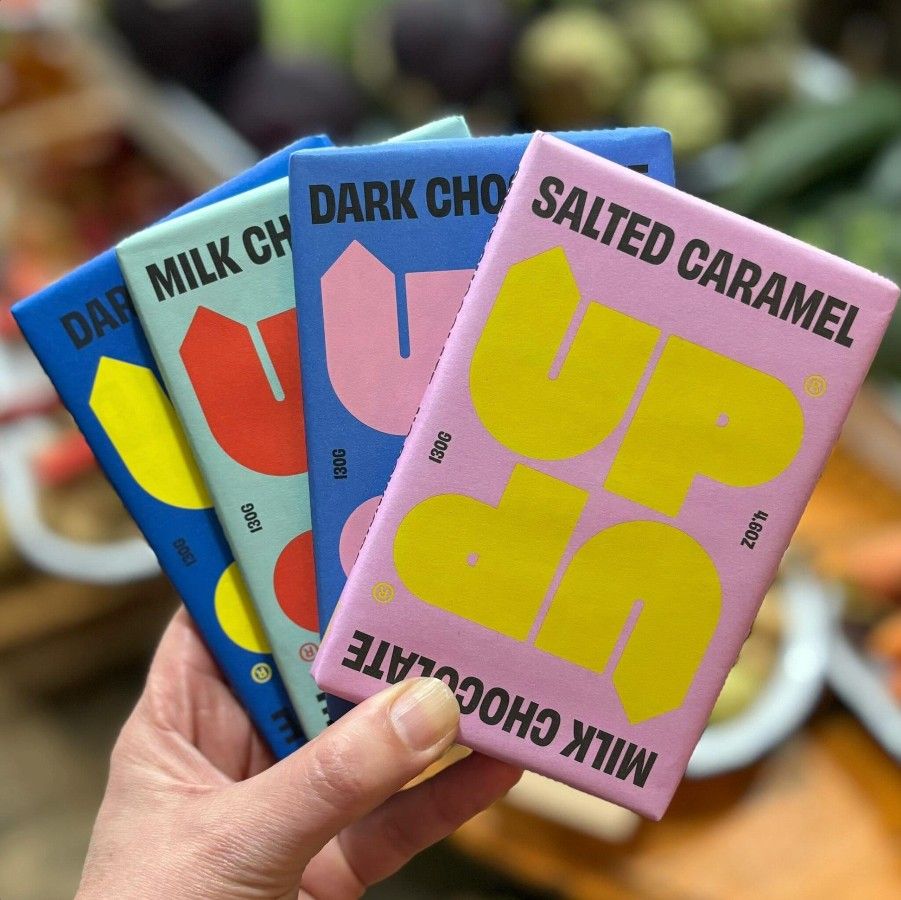 SALTED CARAMEL
UP
®
130G
4.6OZ
UP
®
MILK CHOCOLATE
DARK CHO
130G
MILK CH
130G
®
DAR
130G
®